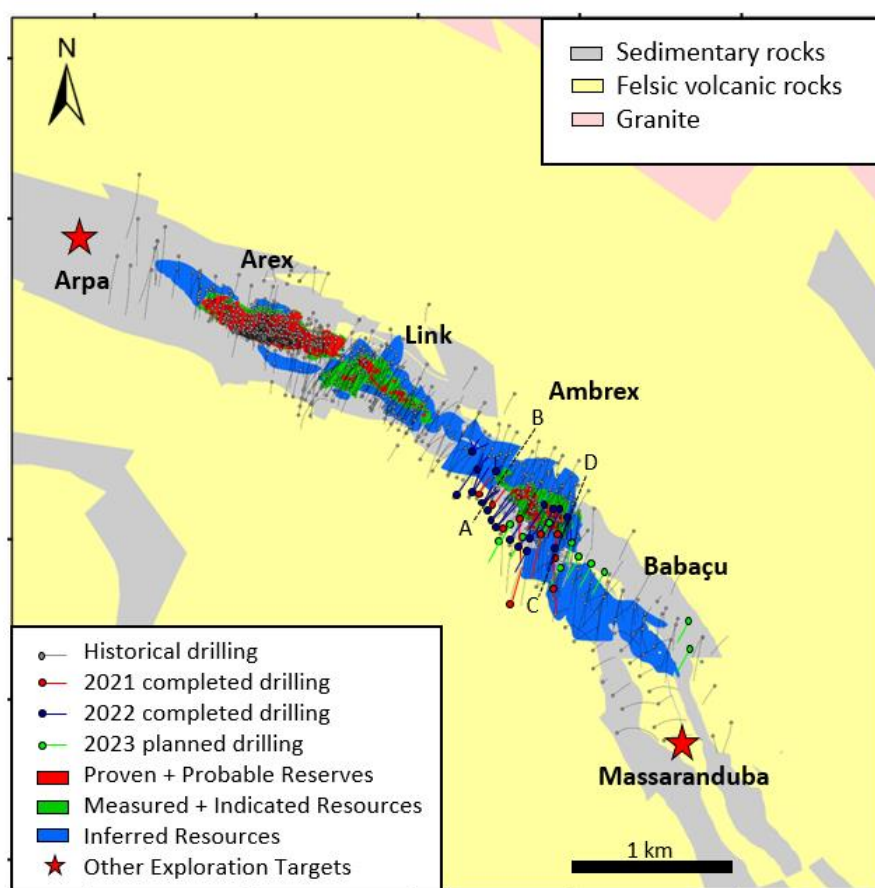 N
Sedimentary rocks
Felsic volcanic rocks
Granite
Arpa
Arex
Link
Ambrex
B
D
A
C
Babaçu
Massaranduba
Historical drilling
2021 completed drilling
2022 completed drilling
2023 planned drilling
Proven + Probable Reserves
Measured + Indicated Resources
Inferred Resources
Other Exploration Targets
1 km